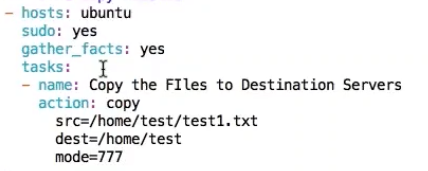 - hosts: ubuntu
  sudo: yes
  gather_facts: yes
  tasks:
  - name: Copy the FIles to Destination Servers
    action: copy
      src=/home/test/test1.txt
      dest=/home/test
      mode=777